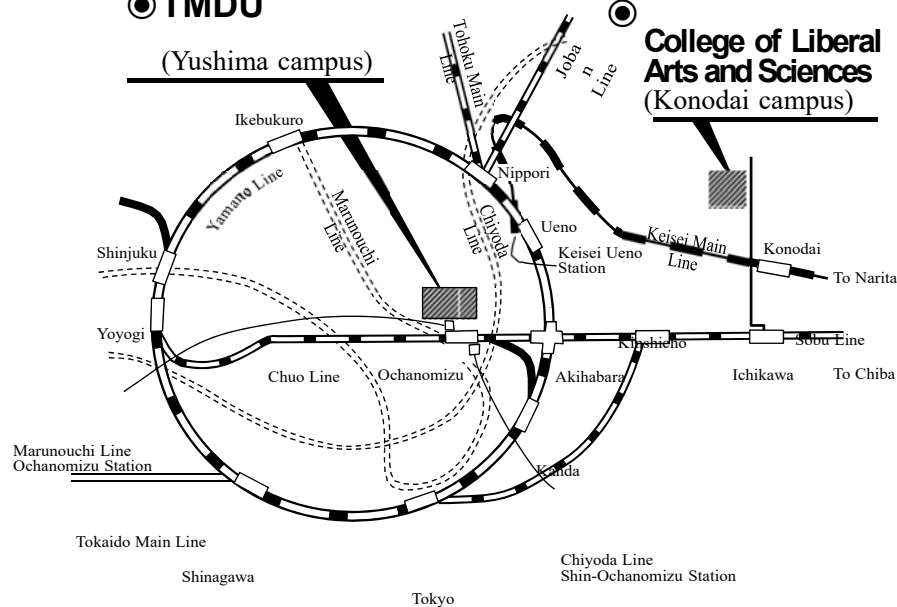 TMDU
(Yushima campus)
College of Liberal
Arts and Sciences
(Konodai campus)
Tohoku Main
Line
Joba
n
Line
Ikebukuro
Yamano Line
Marunouchi
Line
Chiyoda
Line
Nippori
Ueno
Keisei Ueno
Station
Keisei Main
Line
Konodai
To Narita
Shinjuku
Yoyogi
Chuo Line
Ochanomizu
Akihabara
Kinshicho
Ichikawa
Sobu Line
To Chiba
Marunouchi Line
Ochanomizu Station
Kanda
Tokaido Main Line
Shinagawa
Chiyoda Line
Shin-Ochanomizu Station
Tokyo